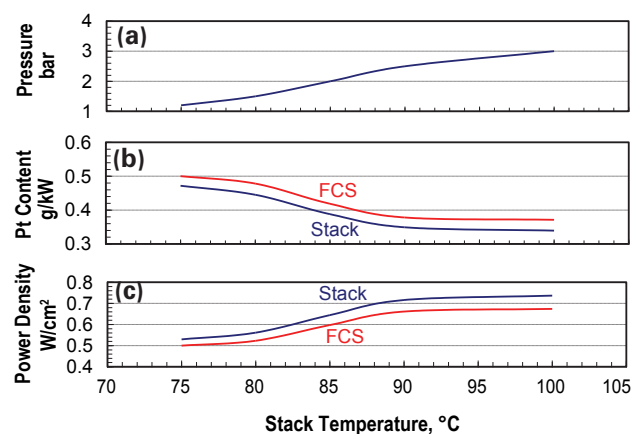 (a)
Pressure
bar
4
3
2
1
(b)
Pt Content
g/kW
0.6
0.5
0.4
0.3
FCS
Stack
(c)
Power Density
W/cm²
0.8
0.7
0.6
0.5
0.4
Stack
FCS
70 75 80 85 90 95 100 105
Stack Temperature, °C